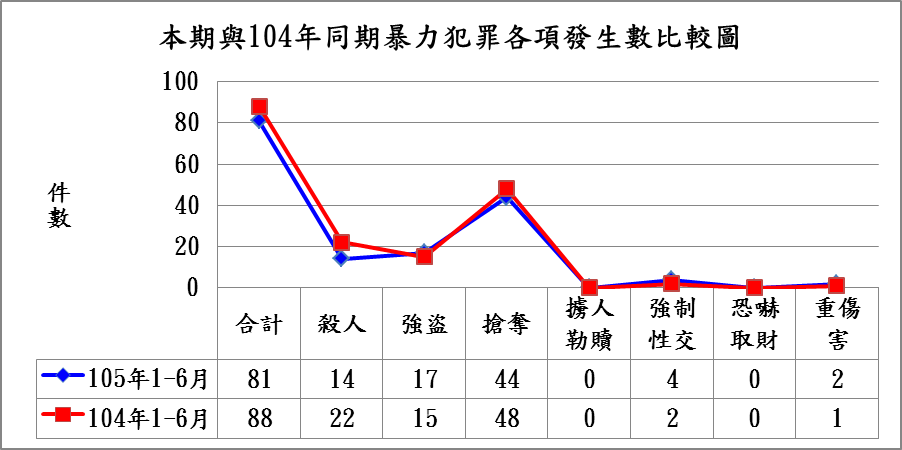 本期與104年同期暴力犯罪各項發生數比較圖
100
80
60
40
20
0
件
數
合計 殺人 強盜 搶奪 擄人 強制 恐嚇 重傷
勒贖 性交 取財 害
105年1-6月 81 14 17 44 0 4 0 2
104年1-6月 88 22 15 48 0 2 0 1